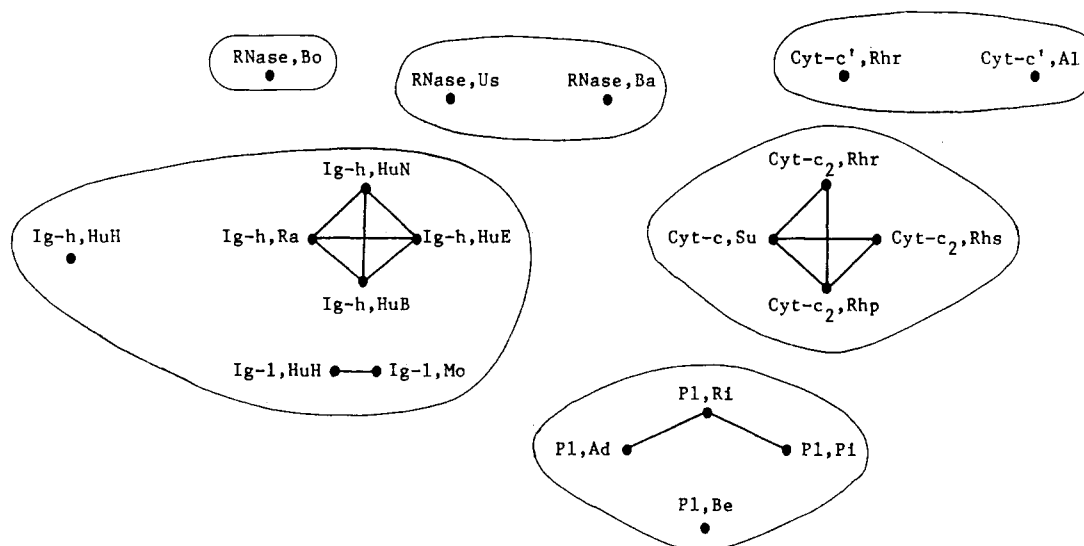 RNase,Bo
RNase,Us
RNase,Ba
Cyt-c',Rhr
Cyt-c',Al
Ig-h,HuN
Ig-h,HuH
Ig-h,Ra
Ig-h,HuE
Ig-h,HuB
Ig-l,HuH
Ig-l,Mo
Cyt-c₂,Rhr
Cyt-c,Su
Cyt-c₂,Rhs
Cyt-c₂,Rhp
Pl,Ri
Pl,Ad
Pl,Pi
Pl,Be